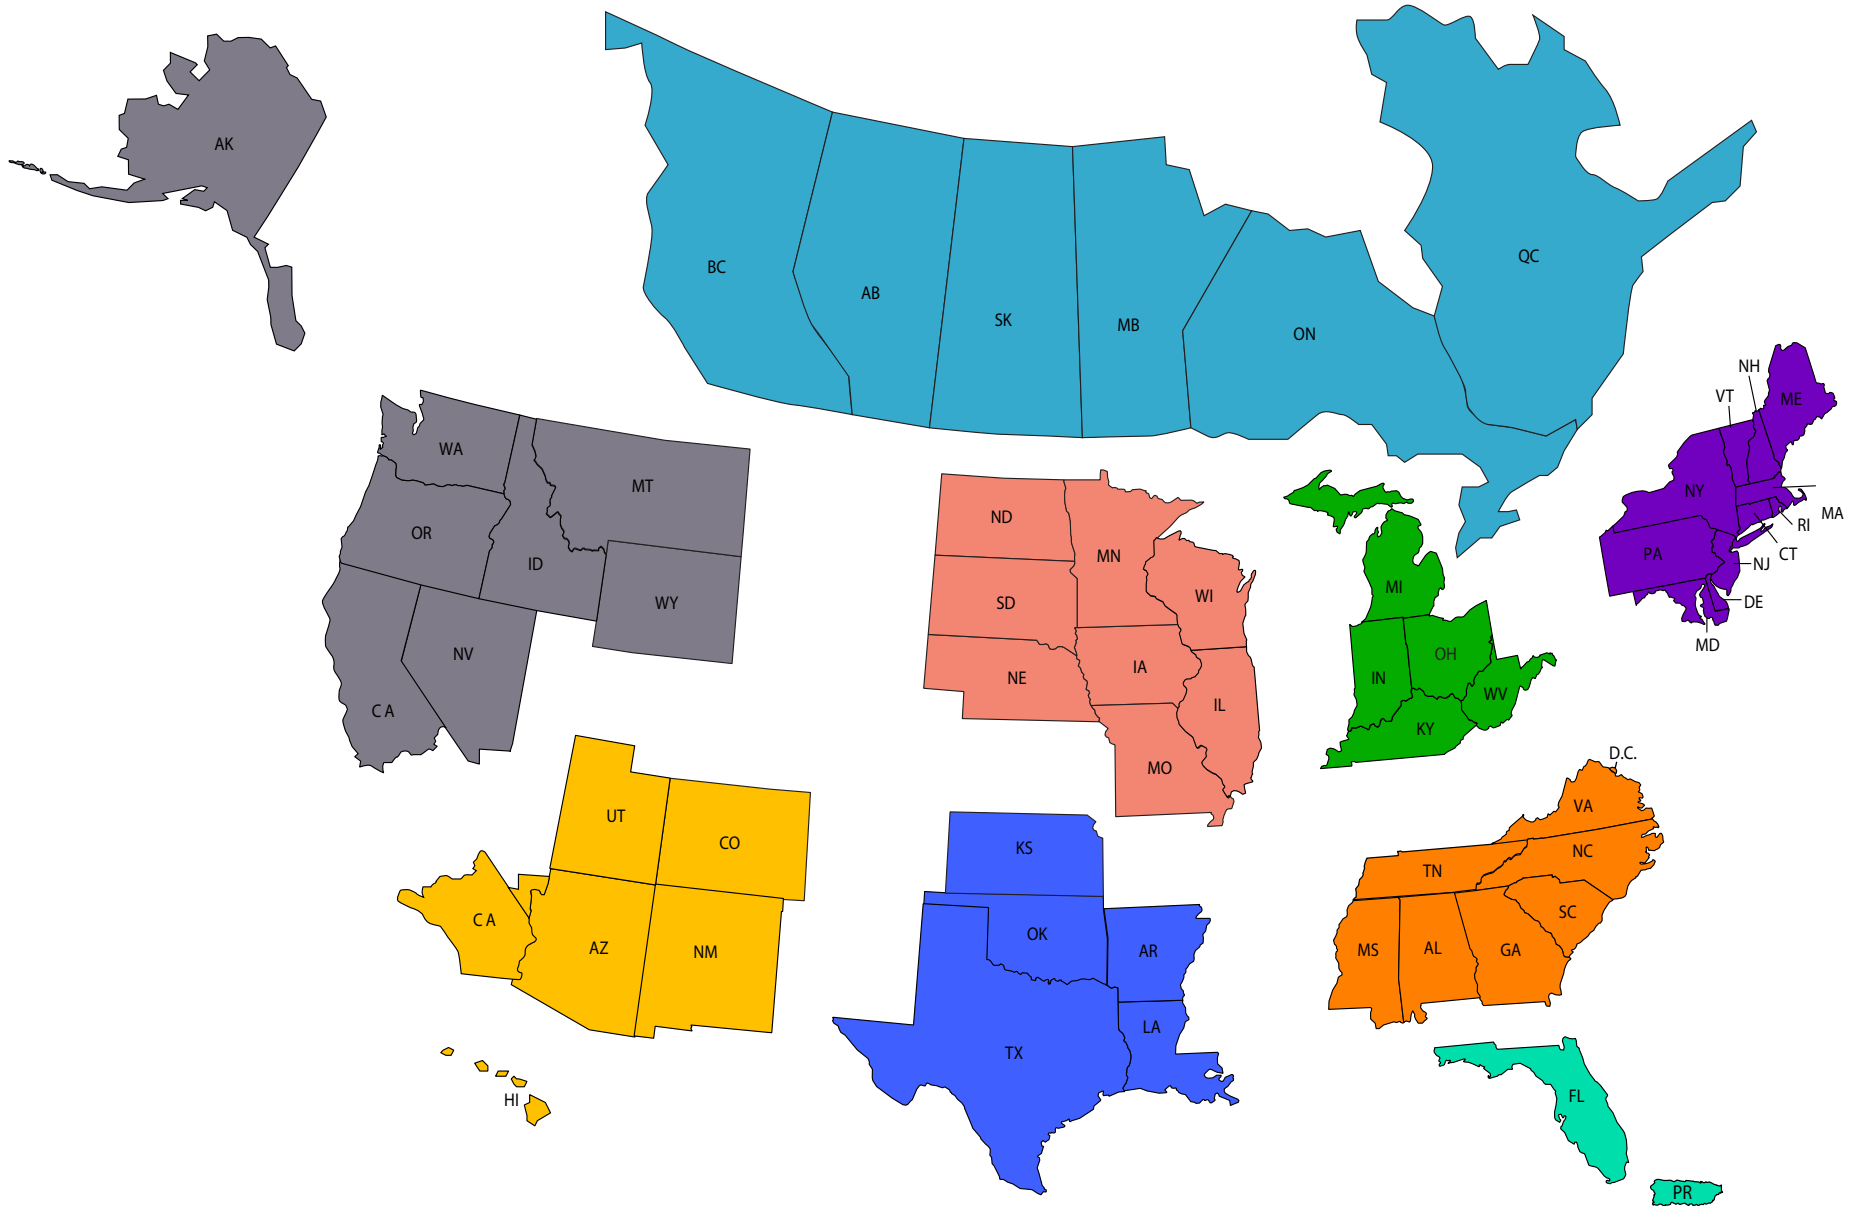 AK
BC
AB
SK
MB
ON
QC
NH
VT
ME
NY
MA
RI
CT
PA
NJ
DE
MD
WA
MT
OR
ID
WY
NV
CA
ND
MN
SD
WI
NE
IA
IL
MO
MI
OH
IN
WV
KY
UT
CO
CA
AZ
NM
HI
KS
OK
AR
TX
LA
D.C.
VA
NC
TN
SC
MS
AL
GA
FL
PR